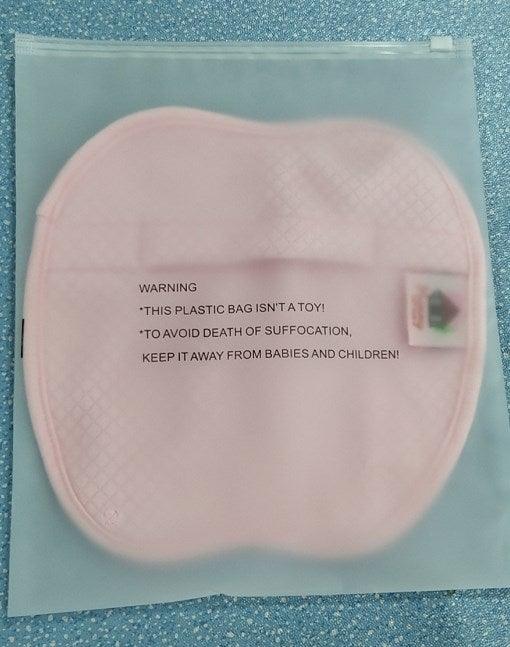 WARNING
*THIS PLASTIC BAG ISN'T A TOY!
*TO AVOID DEATH OF SUFFOCATION,
KEEP IT AWAY FROM BABIES AND CHILDREN!